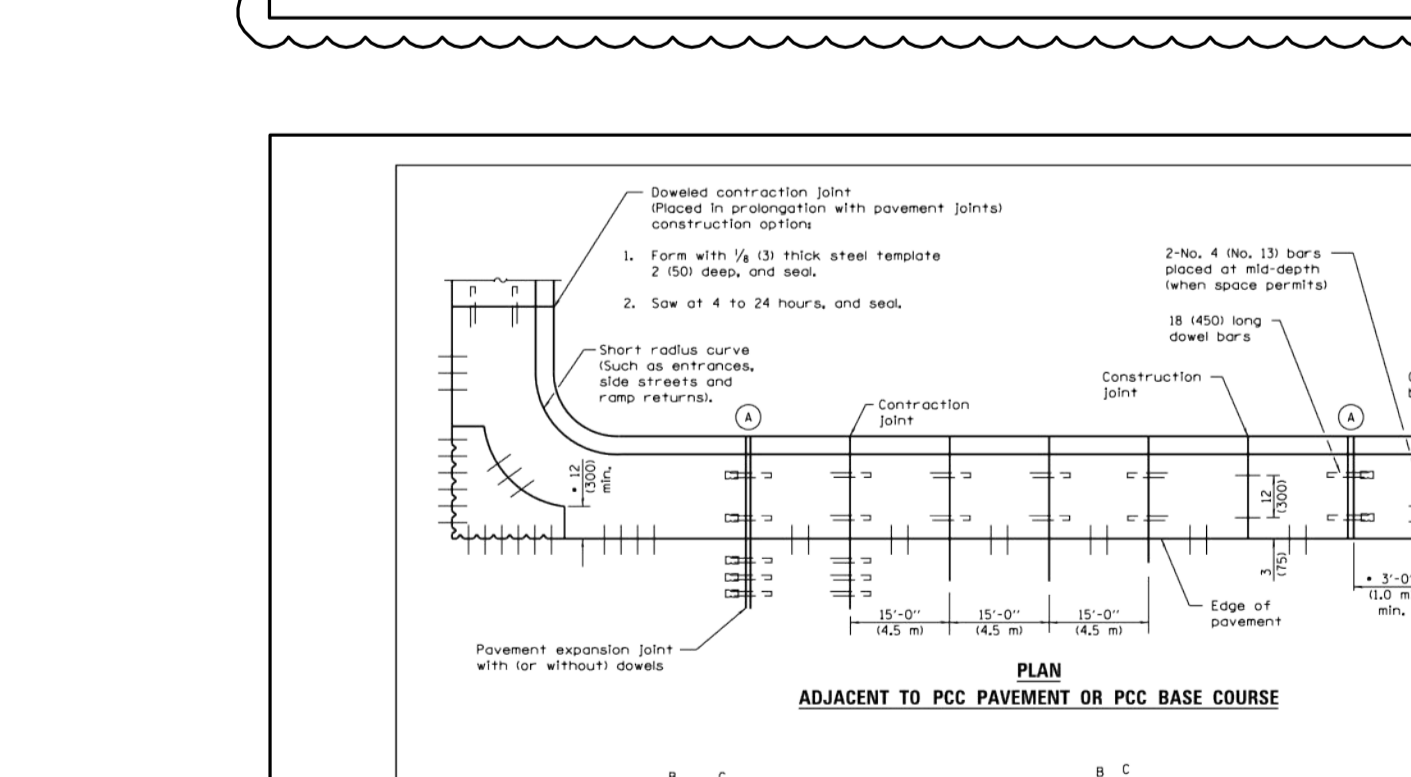 Doweled contraction joint
(Placed in prolongation with pavement joints)
construction option:
1. Form with 1/8 (3) thick steel template
2 (50) deep, and seal.
2. Saw at 4 to 24 hours, and seal.
2-No. 4 (No. 13) bars
placed at mid-depth
(when space permits)
18 (450) long
dowel bars
Short radius curve
(Such as entrances,
side streets and
ramp returns).
Construction
joint
Contraction
joint
A
A
• 12
(300)
min.
12
(300)
3
(75)
• 3'-0"
(1.0 m
min.
15'-0"
(4.5 m)
15'-0"
(4.5 m)
15'-0"
(4.5 m)
Edge of
pavement
Pavement expansion joint
with (or without) dowels
PLAN
ADJACENT TO PCC PAVEMENT OR PCC BASE COURSE
B C
B C